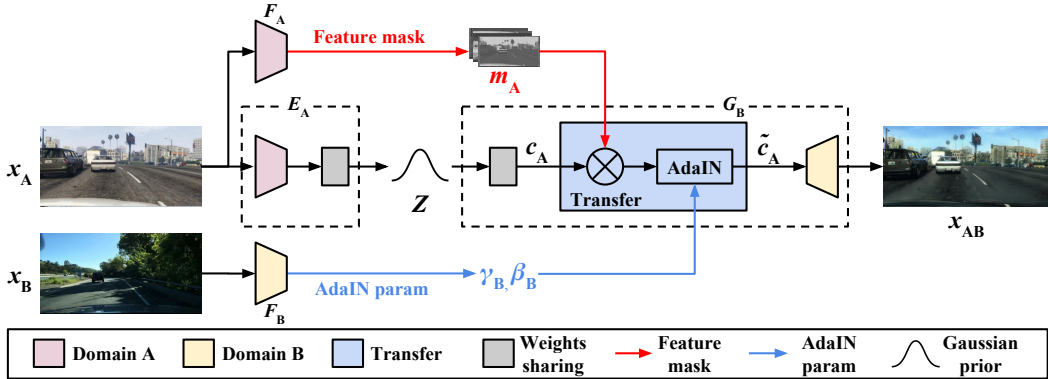 F_A
Feature mask
m_A
E_A
G_B
x_A
c_A
c̃_A
AdaIN
Transfer
Z
x_AB
x_B
F_B
AdaIN param
γ_B, β_B
Domain A
Domain B
Transfer
Weights
sharing
Feature
mask
AdaIN
param
Gaussian
prior